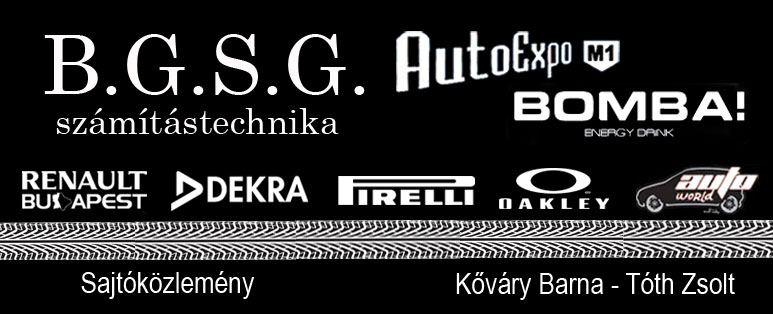 B.G.S.G.
számítástechnika
AutoExpo M1
BOMBA!
ENERGY DRINK
RENAULT
BUDAPEST
DEKRA
PIRELLI
OAKLEY
auto
world
Sajtóközlemény
Kőváry Barna - Tóth Zsolt